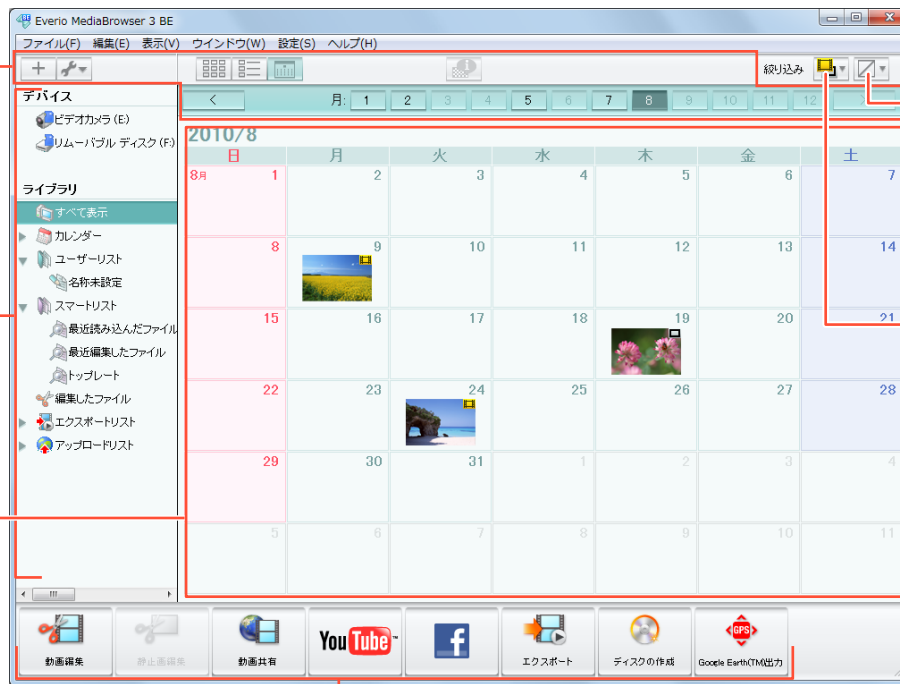 Everio MediaBrowser 3 BE
ファイル(F) 編集(E) 表示(V) ウインドウ(W) 設定(S) ヘルプ(H)
絞り込み
デバイス
ビデオカメラ (E)
リムーバブル ディスク (F:)
ライブラリ
すべて表示
カレンダー
ユーザーリスト
名称未設定
スマートリスト
最近読み込んだファイル
最近編集したファイル
トップレート
編集したファイル
エクスポートリスト
アップロードリスト
< 月: 1 2 3 4 5 6 7 8 9 10 11 12 >
2010/8
日 月 火 水 木 金 土
8月 1 2 3 4 5 6 7
8 9 10 11 12 13 14
15 16 17 18 19 20 21
22 23 24 25 26 27 28
29 30 31 1 2 3 4
5 6 7 8 9 10 11
動画編集
静止画編集
動画共有
YouTube
f
エクスポート
ディスクの作成
GPS
Google Earth(TM)出力